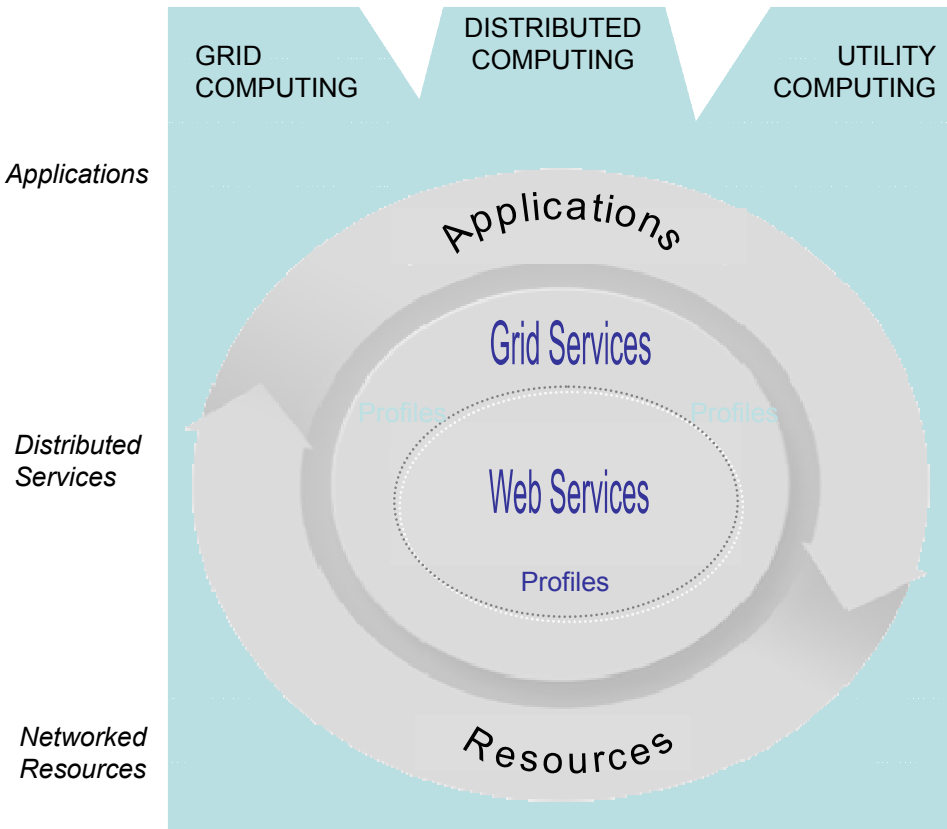 GRID
COMPUTING
DISTRIBUTED
COMPUTING
UTILITY
COMPUTING
Applications
Applications
Grid Services
Profiles
Profiles
Distributed
Services
Web Services
Profiles
Networked
Resources
Resources